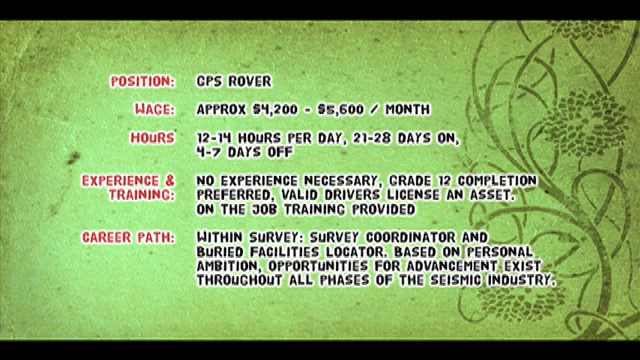 POSITION: GPS ROVER
WAGE: APPROX $4,200 - $5,600 / MONTH
HOURS 12-14 HOURS PER DAY, 21-28 DAYS ON,
4-7 DAYS OFF
EXPERIENCE & NO EXPERIENCE NECESSARY, GRADE 12 COMPLETION
TRAINING: PREFERRED, VALID DRIVERS LICENSE AN ASSET.
ON THE JOB TRAINING PROVIDED
CAREER PATH: WITHIN SURVEY: SURVEY COORDINATOR AND
BURIED FACILITIES LOCATOR. BASED ON PERSONAL
AMBITION, OPPORTUNITIES FOR ADVANCEMENT EXIST
THROUGHOUT ALL PHASES OF THE SEISMIC INDUSTRY.